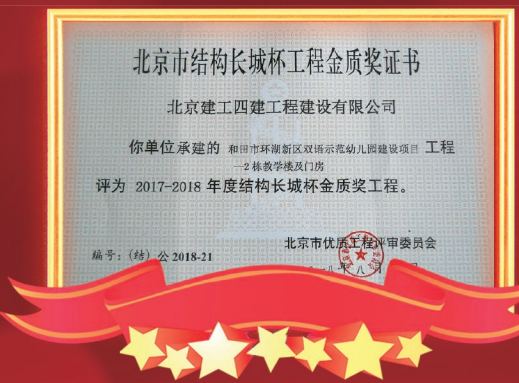 北京市结构长城杯工程金质奖证书
北京建工四建工程建设有限公司
你单位承建的 和田市环湖新区双语示范幼儿园建设项目 工程
—2栋教学楼及门房
评为 2017-2018 年度结构长城杯金质奖工程。
北京市优质工程评审委员会
编号：（结）公 2018-21
八年八月